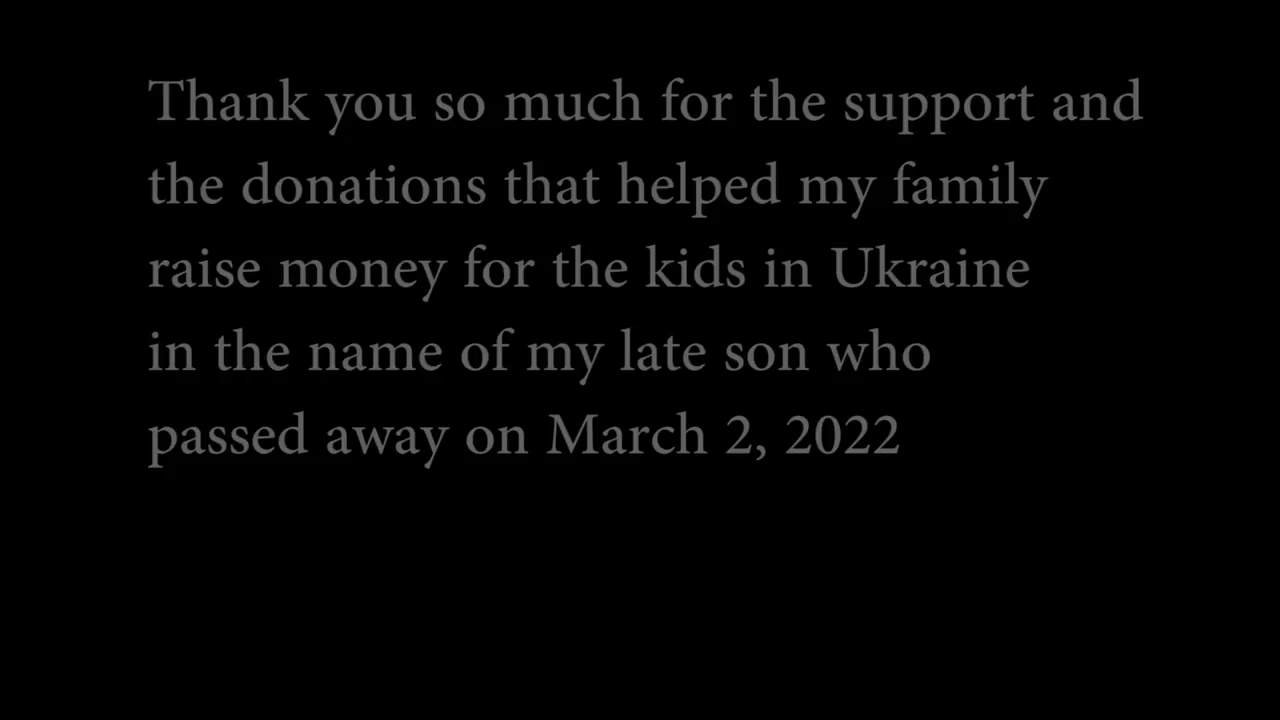 Thank you so much for the support and
the donations that helped my family
raise money for the kids in Ukraine
in the name of my late son who
passed away on March 2, 2022